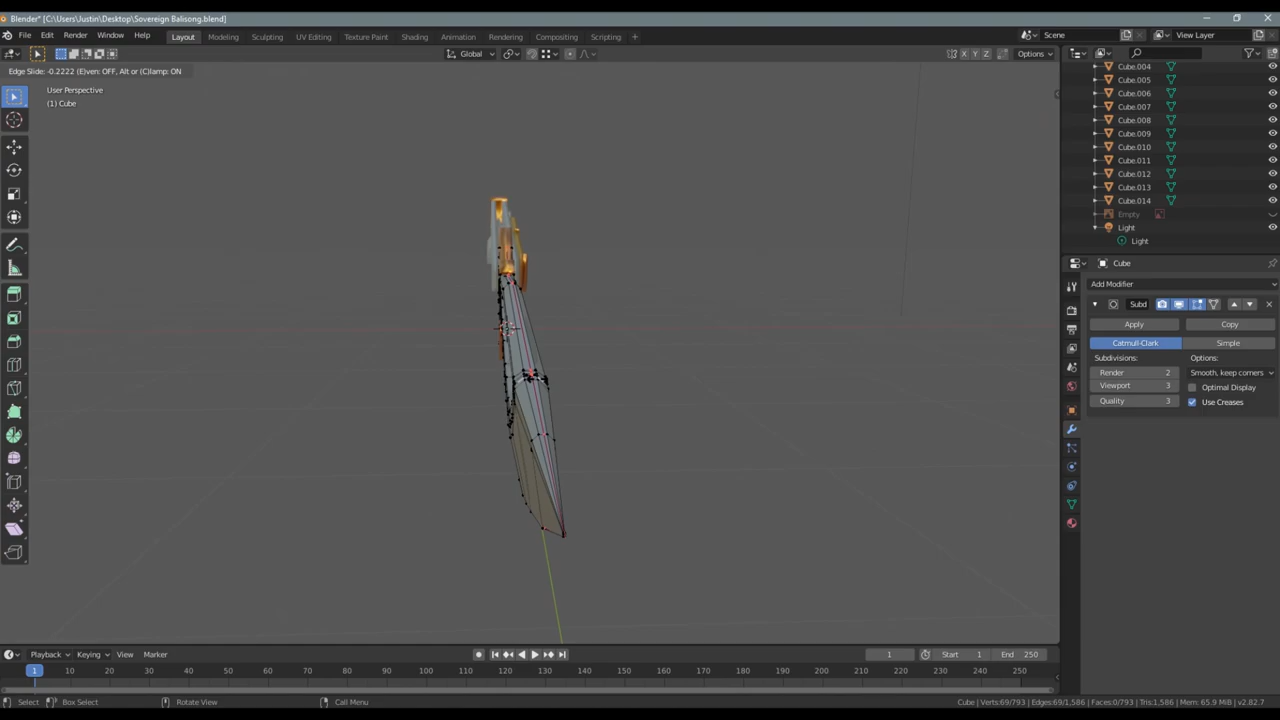 Blender* [C:\Users\Justin\Desktop\Sovereign Balisong.blend]
File Edit Render Window Help Layout Modeling Sculpting UV Editing Texture Paint Shading Animation Rendering Compositing Scripting + Scene View Layer
Global X Y Z Options
Edge Slide: -0.2222 (E)ven: OFF, Alt or (C)lamp: ON
User Perspective
(1) Cube
Cube.004
Cube.005
Cube.006
Cube.007
Cube.008
Cube.009
Cube.010
Cube.011
Cube.012
Cube.013
Cube.014
Empty
Light
Light
Cube
Add Modifier
Subd
Apply Copy
Catmull-Clark Simple
Subdivisions: Options:
Render 2 Smooth, keep corners
Viewport 3 Optimal Display
Quality 3 Use Creases
Playback Keying View Marker 1 Start 1 End 250
1 10 20 30 40 50 60 70 80 90 100 110 120 130 140 150 160 170 180 190 200 210 220 230 240 250
Select Box Select Rotate View Call Menu Cube | Verts:69/793 | Edges:69/1,586 | Faces:0/793 | Tris:1,586 | Mem: 65.9 MiB | v2.82.7